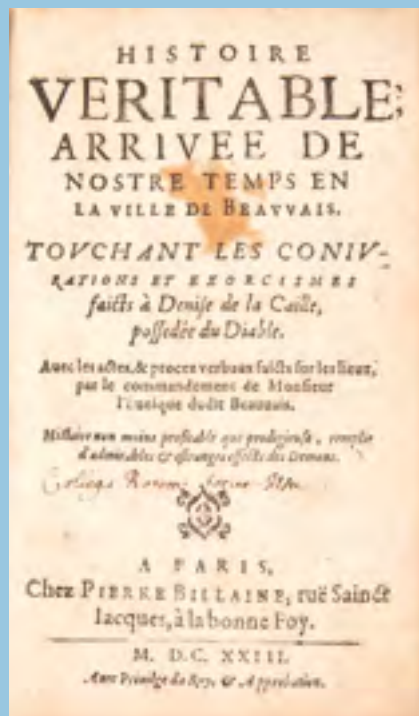 HISTOIRE
VERITABLE;
ARRIVEE DE
NOSTRE TEMPS EN
LA VILLE DE BEAVVAIS.
TOVCHANT LES CONIV-
RATIONS ET EXORCISMES
faicts à Denise de la Caille,
possedée du Diable.
Auec les actes, & proces verbaux faicts sur les lieux,
par le commandement de Monsieur
l'Euesque dudit Beauuais.
Histoire non moins profitable que prodigieuse, remplie
d'admirables & estranges effects des Demons.
A PARIS,
Chez PIERRE BILLAINE, ruë Sainct
Iacques, à la bonne Foy.
M. D. C. XXIII.
Auec Priuilege du Roy, & Approbation.